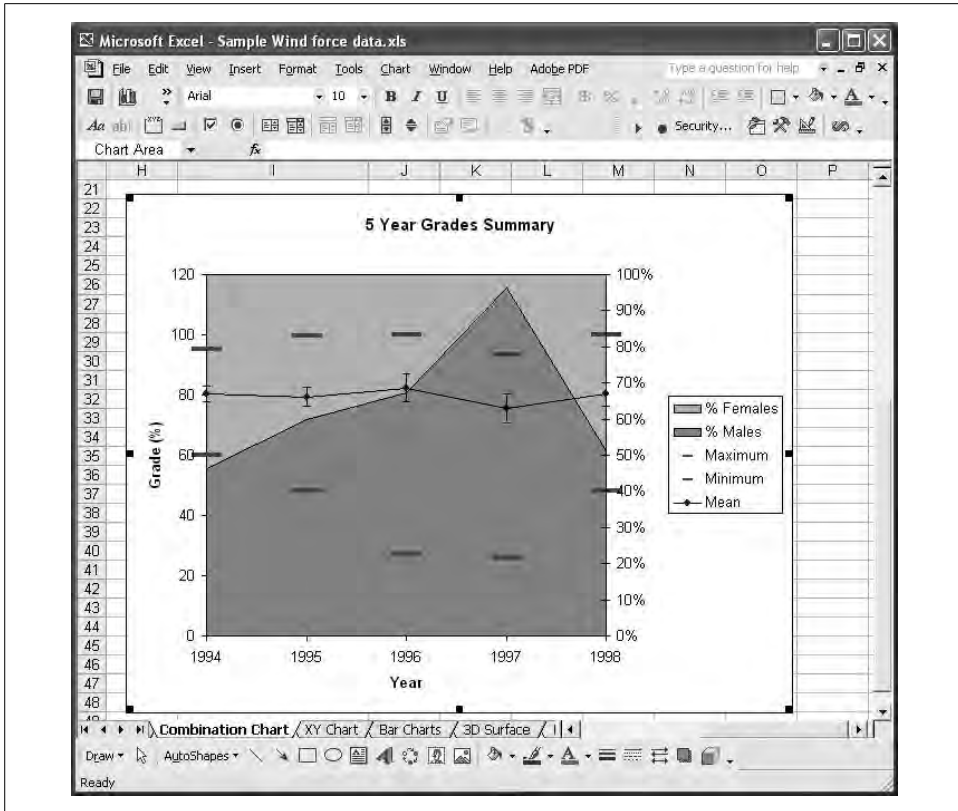 Microsoft Excel - Sample Wind force data.xls
File Edit View Insert Format Tools Chart Window Help Adobe PDF Type a question for help
Arial 10 B I U
Aa abl Security...
Chart Area fx
H I J K L M N O P
21
22
23
24
25
26
27
28
29
30
31
32
33
34
35
36
37
38
39
40
41
42
43
44
45
46
47
48
5 Year Grades Summary
120
100
80
60
40
20
0
Grade (%)
100%
90%
80%
70%
60%
50%
40%
30%
20%
10%
0%
1994 1995 1996 1997 1998
Year
% Females
% Males
Maximum
Minimum
Mean
Combination Chart / XY Chart / Bar Charts / 3D Surface /
Draw AutoShapes
Ready